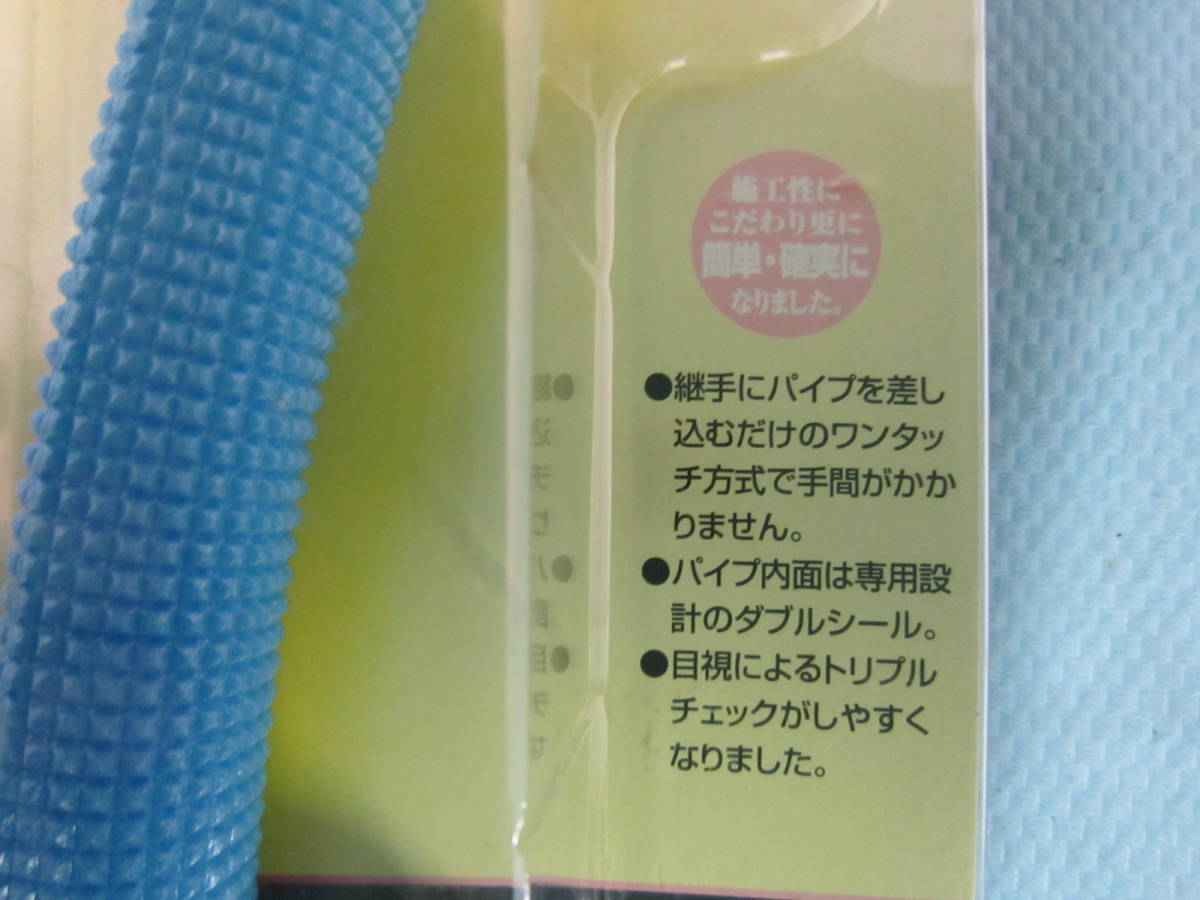 施工性に
こだわり更に
簡単・確実に
なりました。
●継手にパイプを差し
込むだけのワンタッ
チ方式で手間がかか
りません。
●パイプ内面は専用設
計のダブルシール。
●目視によるトリプル
チェックがしやすく
なりました。